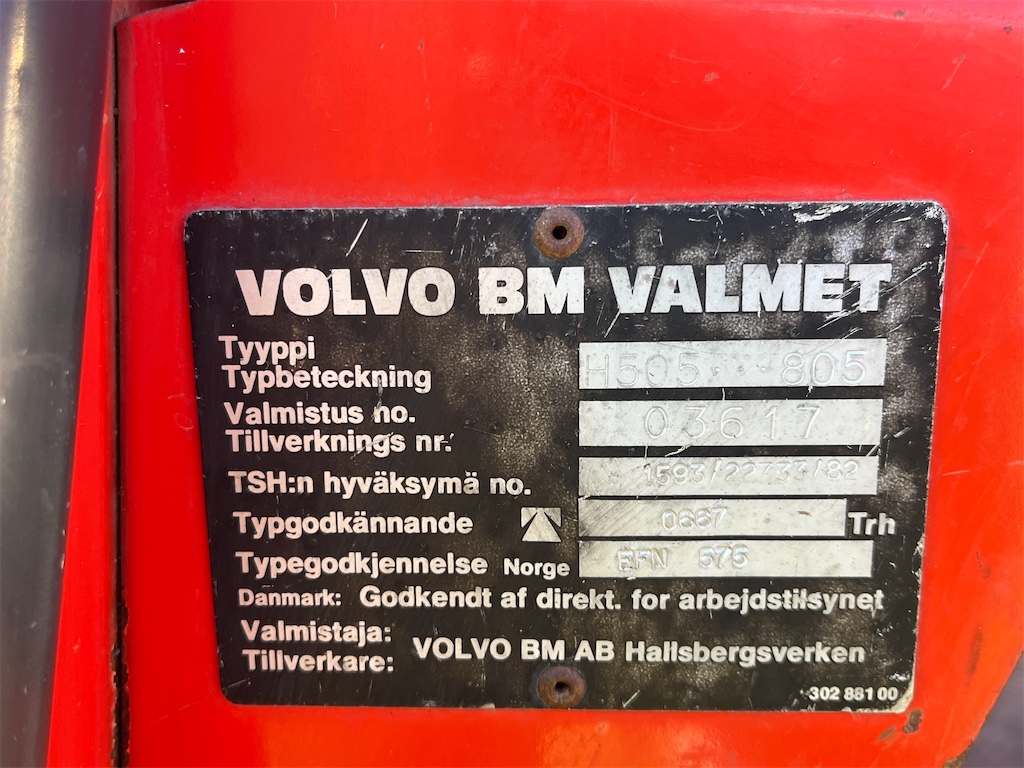 VOLVO BM VALMET
Tyyppi
Typbeteckning H505 805
Valmistus no.
Tillverknings nr. 03617
TSH:n hyväksymä no. 1593/22733/82
Typgodkännande 0667 Trh
Typegodkjennelse Norge EFN 575
Danmark: Godkendt af direkt. for arbejdstilsynet
Valmistaja:
Tillverkare: VOLVO BM AB Hallsbergsverken
302 881 00